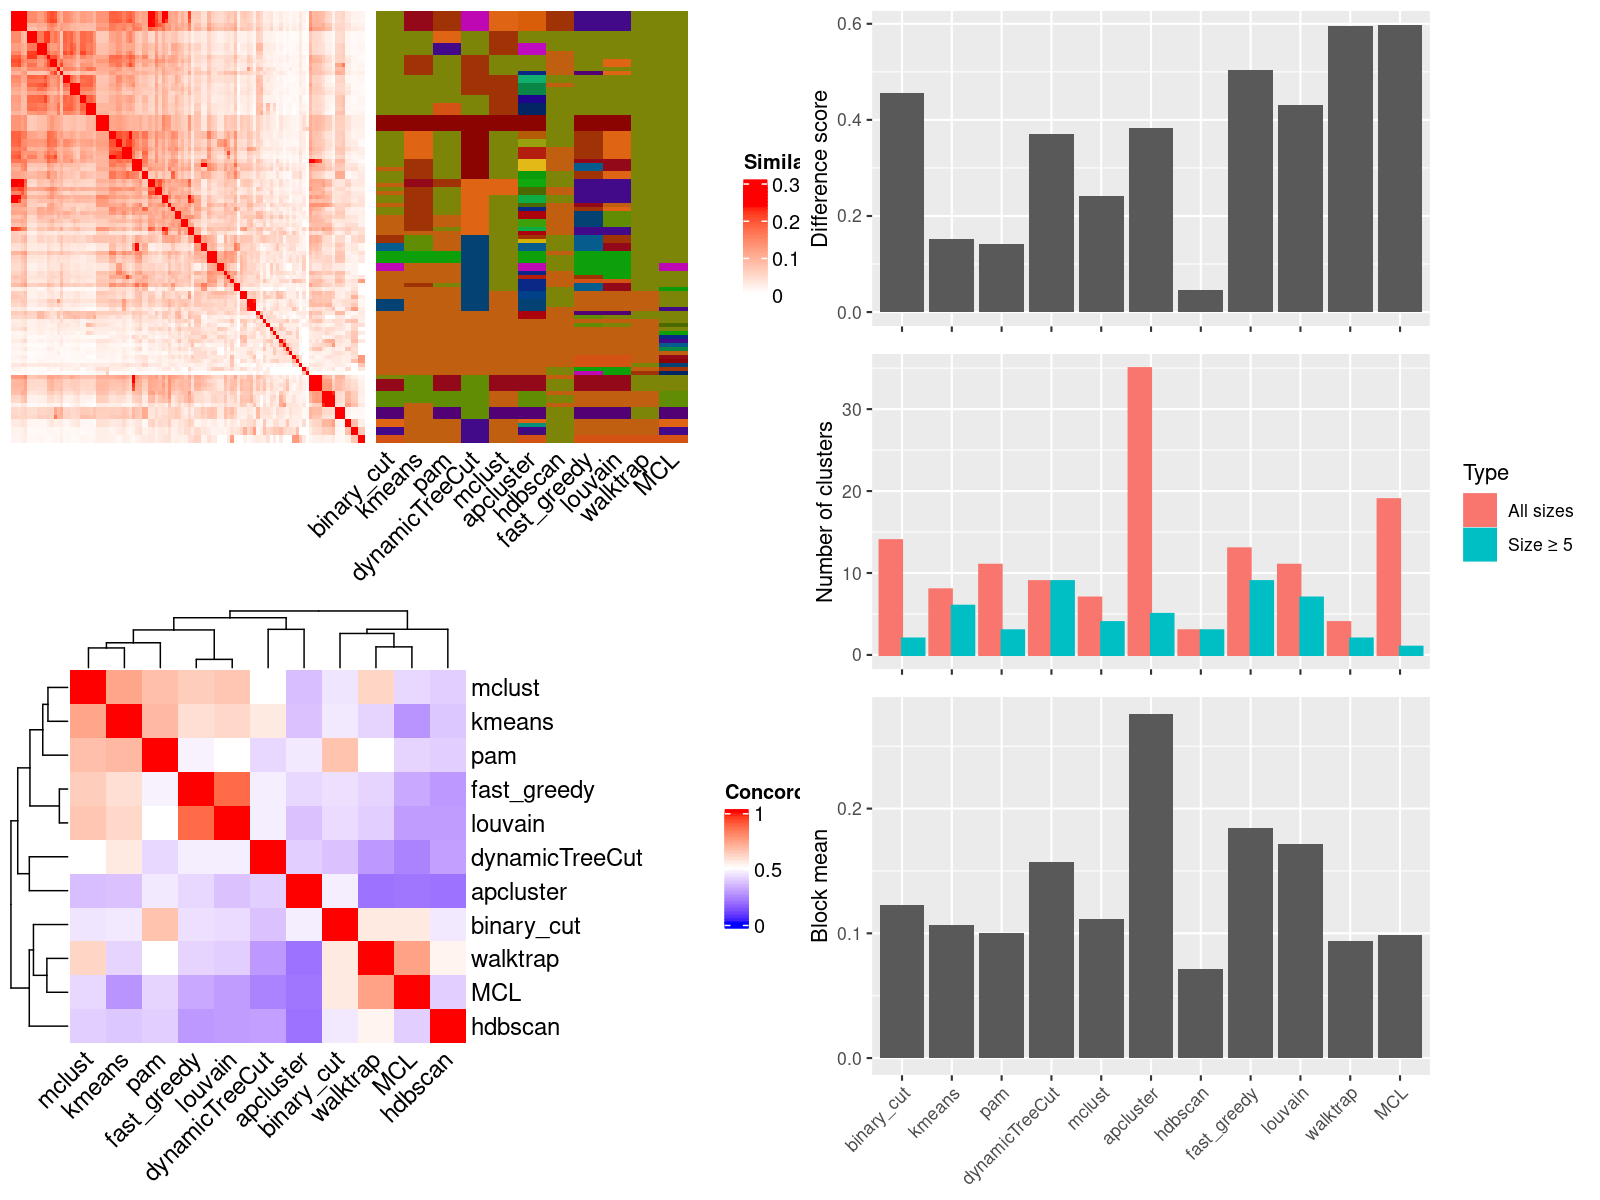 Simila
0.3
0.2
0.1
0
binary_cut
kmeans
pam
dynamicTreeCut
mclust
apcluster
hdbscan
fast_greedy
louvain
walktrap
MCL
mclust
kmeans
pam
fast_greedy
louvain
dynamicTreeCut
apcluster
binary_cut
walktrap
MCL
hdbscan
mclust
kmeans
pam
fast_greedy
louvain
dynamicTreeCut
apcluster
binary_cut
walktrap
MCL
hdbscan
Concord
1
0.5
0
Difference score
0.6
0.4
0.2
0.0
Number of clusters
30
20
10
0
Type
All sizes
Size ≥ 5
Block mean
0.2
0.1
0.0
binary_cut
kmeans
pam
dynamicTreeCut
mclust
apcluster
hdbscan
fast_greedy
louvain
walktrap
MCL